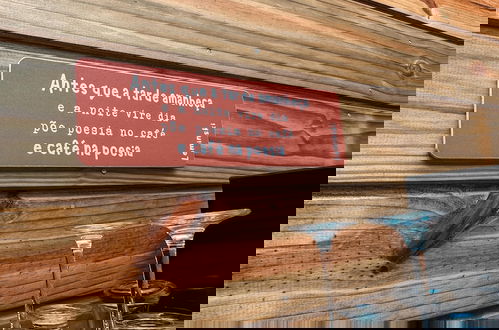 Antes que a tarde amanheça
e a noite vire dia
põe poesia no café
e café na poesia